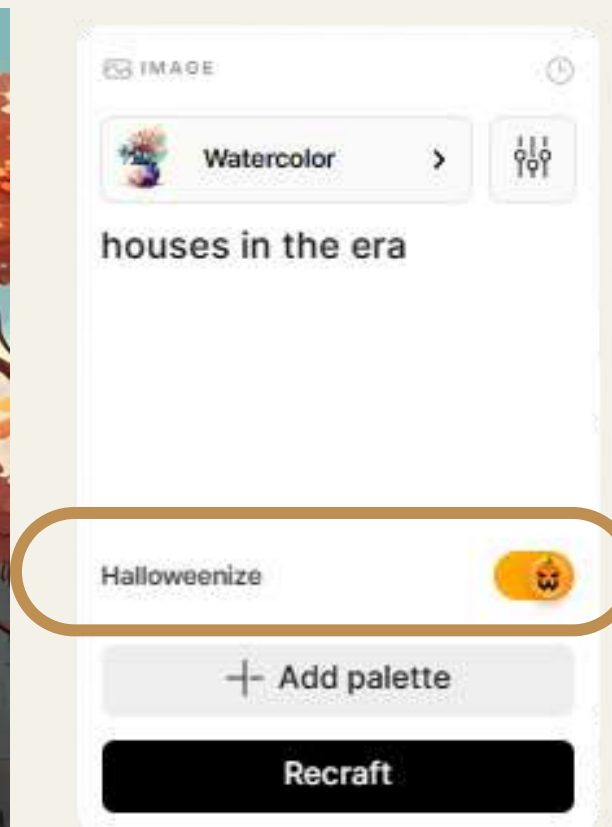 IMAGE
Watercolor
houses in the era
Halloweenize
Add palette
Recraft